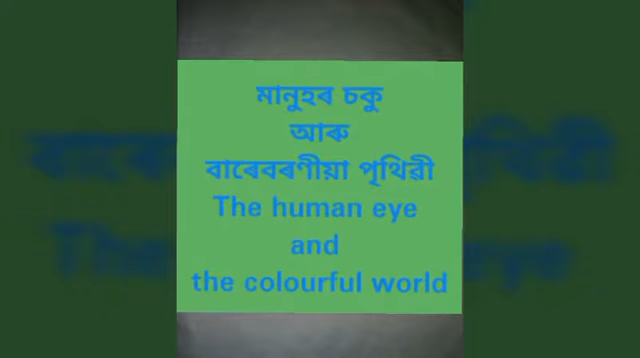 মানুহৰ চকু
আৰু
বাৰেবৰণীয়া পৃথিৱী
The human eye
and
the colourful world